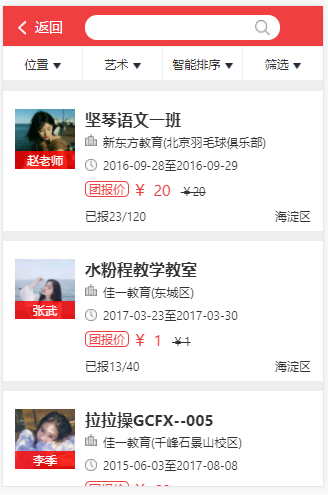 返回
位置 艺术 智能排序 筛选
坚琴语文一班
新东方教育(北京羽毛球俱乐部)
赵老师
2016-09-28至2016-09-29
团报价 ¥ 20 ¥20
已报23/120 海淀区
水粉程教学教室
佳一教育(东城区)
张武
2017-03-23至2017-03-30
团报价 ¥ 1 ¥1
已报13/40 海淀区
拉拉操GCFX--005
佳一教育(千峰石景山校区)
李季
2015-06-03至2017-08-08